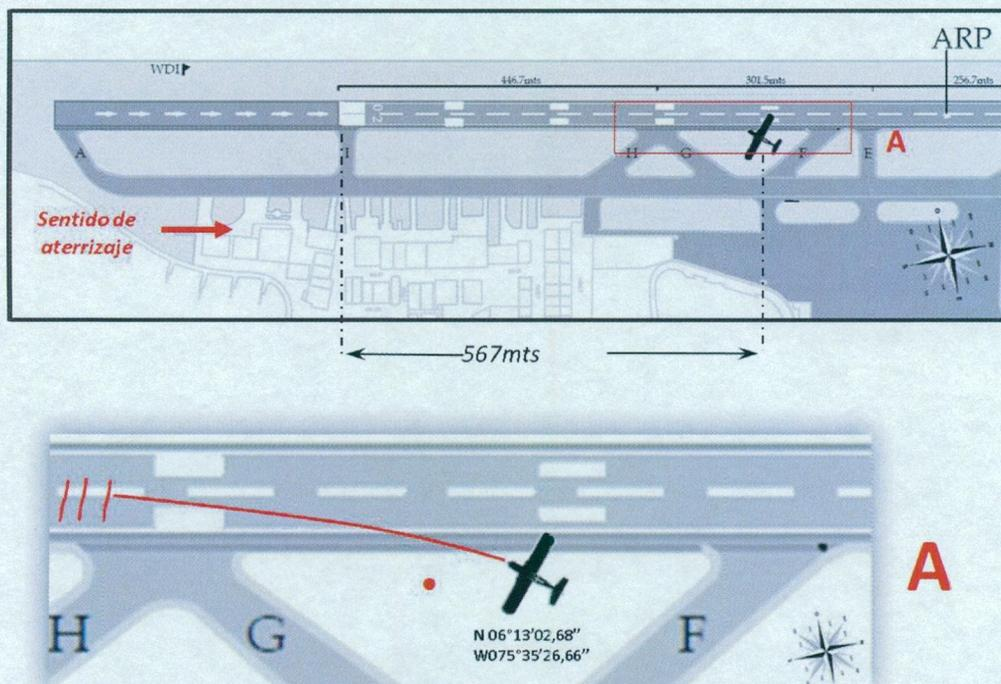 ARP
WDI
446.7mts
301.5mts
256.7mts
02
A
I
H
G
F
E
A
Sentido de
aterrizaje
567mts
A
H
G
F
N 06°13'02,68''
W075°35'26,66''